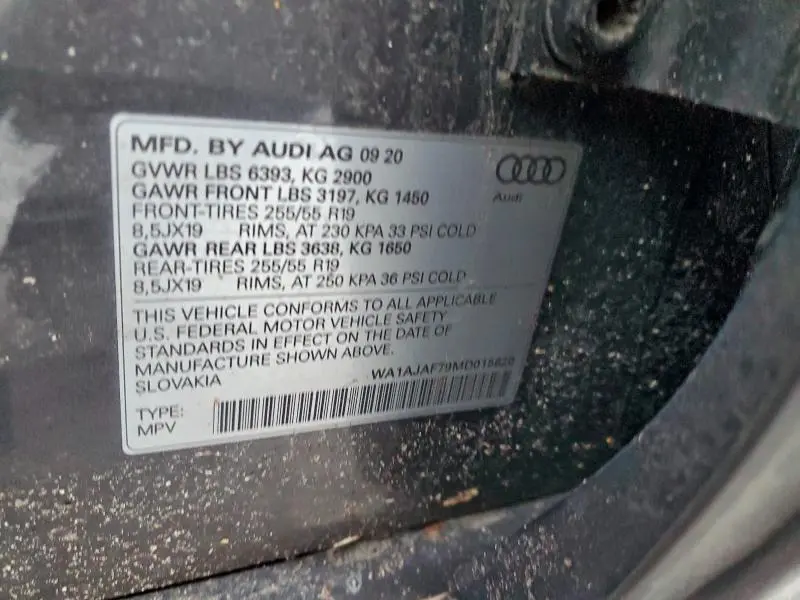 MFD. BY AUDI AG 09 20
GVWR LBS 6393, KG 2900
GAWR FRONT LBS 3197, KG 1450
FRONT-TIRES 255/55 R19
8,5JX19 RIMS, AT 230 KPA 33 PSI COLD
GAWR REAR LBS 3638, KG 1650
REAR-TIRES 255/55 R19
8,5JX19 RIMS, AT 250 KPA 36 PSI COLD
Audi
THIS VEHICLE CONFORMS TO ALL APPLICABLE
U.S. FEDERAL MOTOR VEHICLE SAFETY
STANDARDS IN EFFECT ON THE DATE OF
MANUFACTURE SHOWN ABOVE.
SLOVAKIA
WA1AJAF79MD015820
TYPE:
MPV